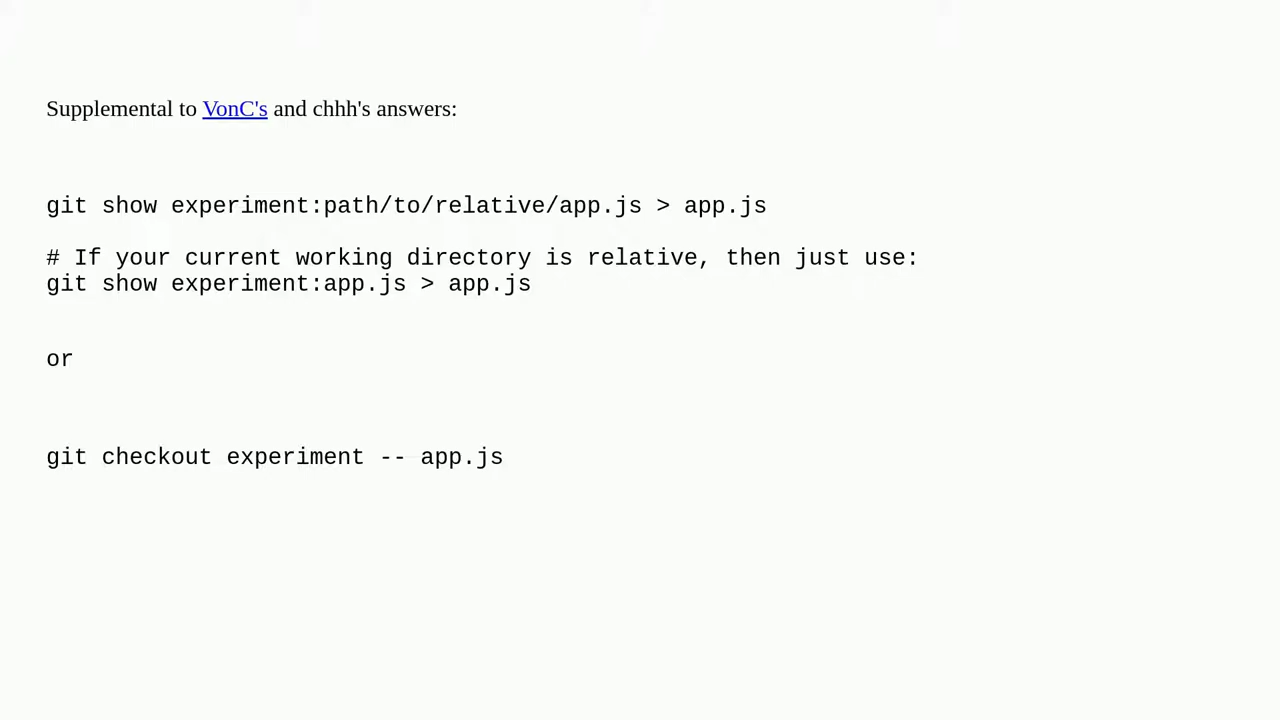 Supplemental to VonC's and chhh's answers:
git show experiment:path/to/relative/app.js > app.js
# If your current working directory is relative, then just use:
git show experiment:app.js > app.js
or
git checkout experiment -- app.js